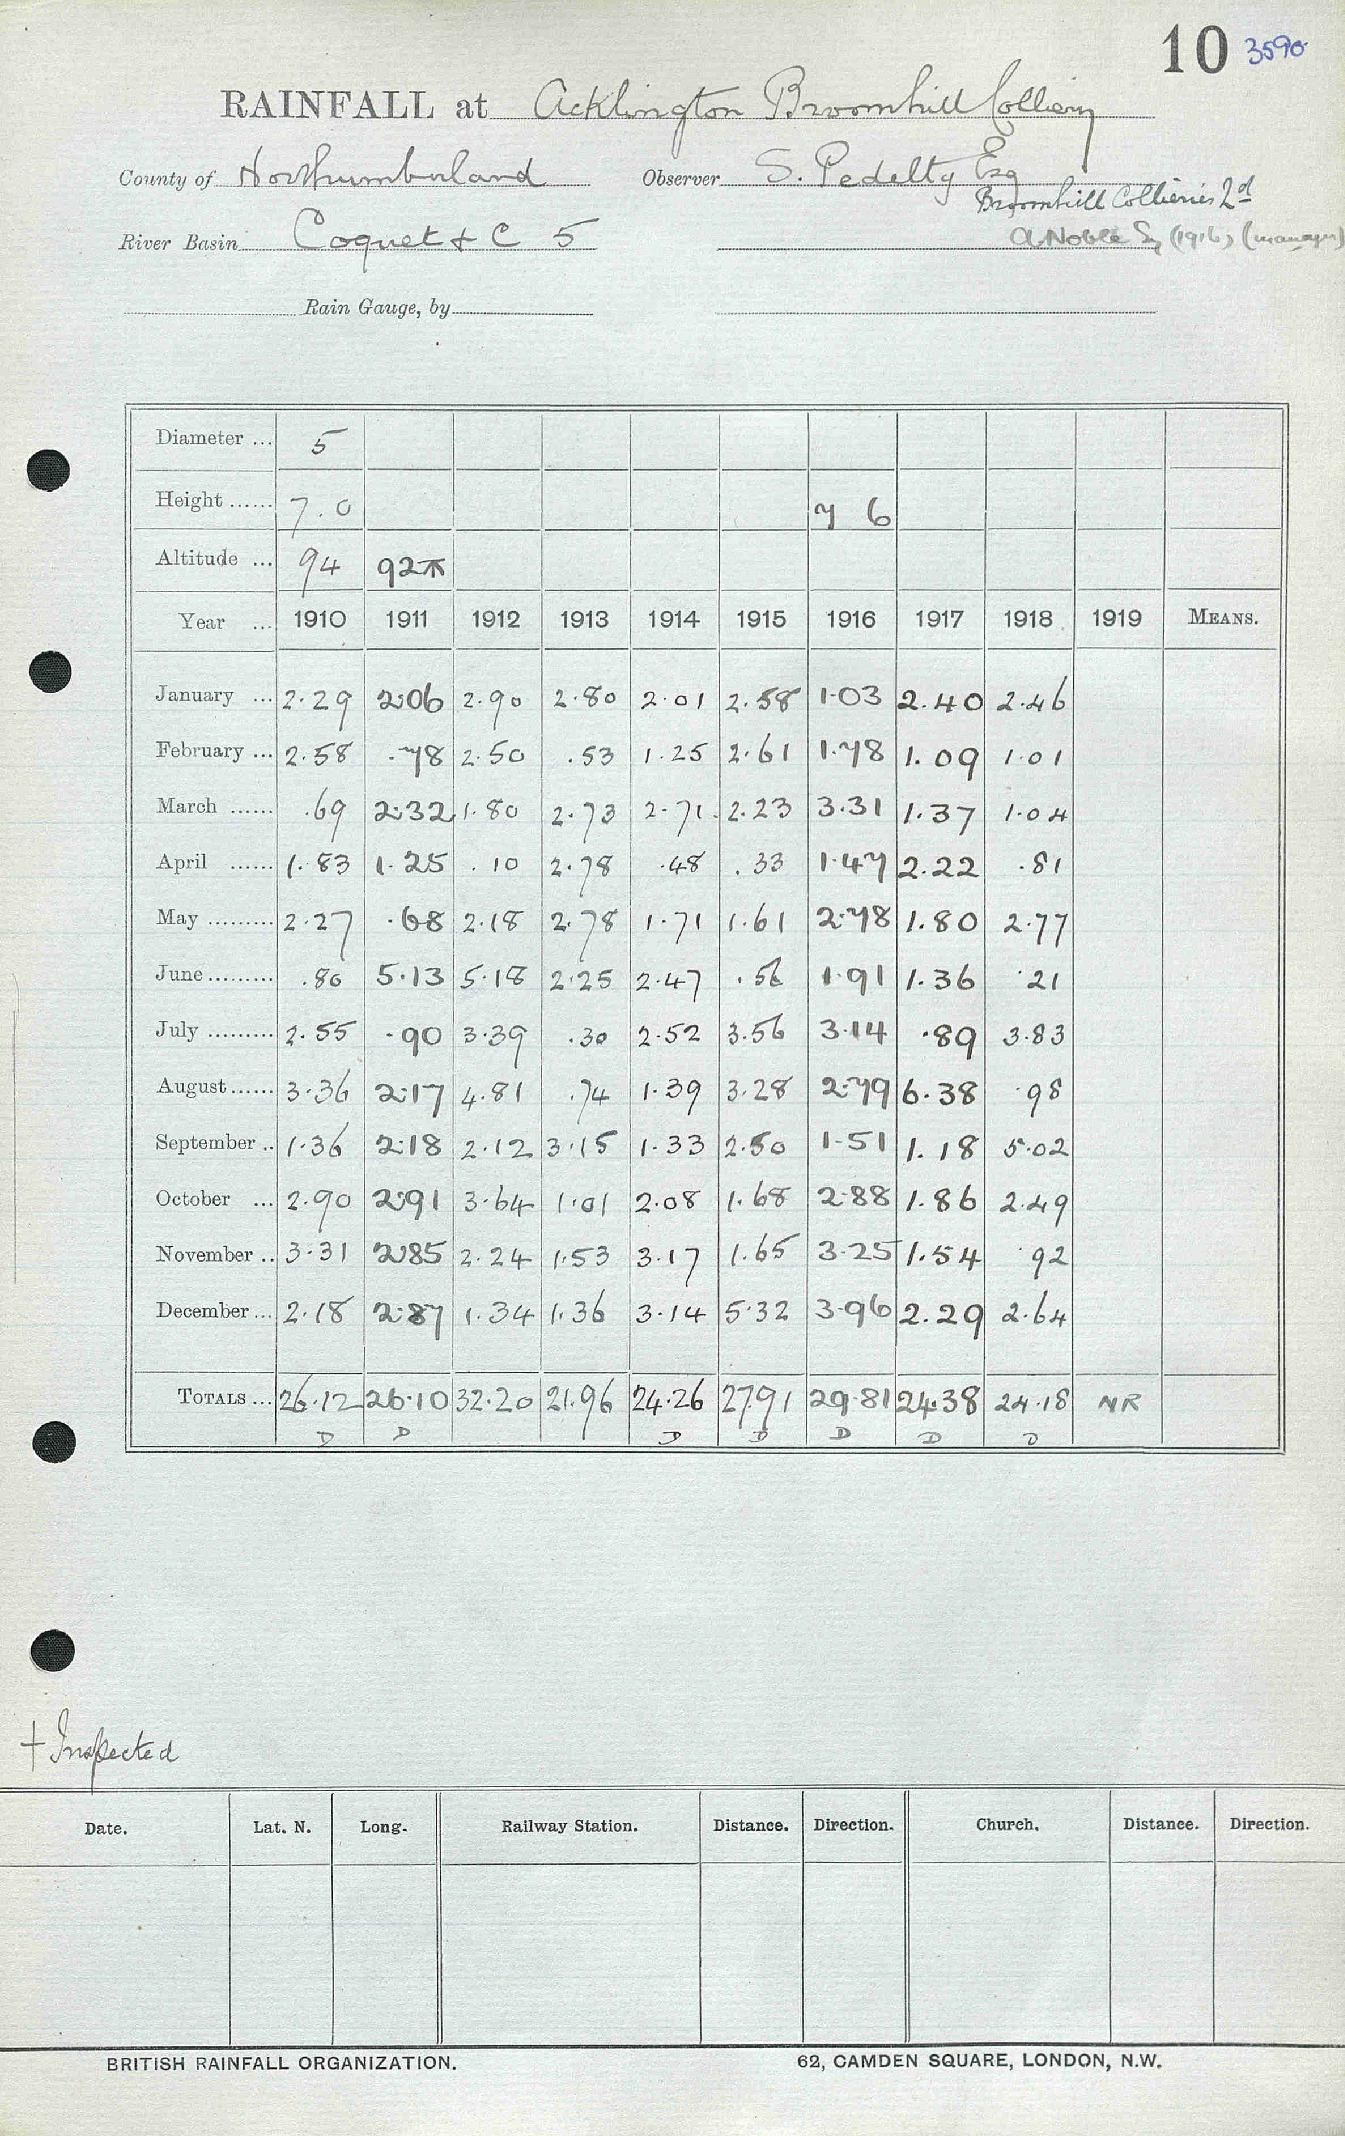 10 3590
RAINFALL at Acklington Broomhill Colliery
County of Northumberland Observer S. Pedelty Esq
Broomhill Collieries Ld
River Basin Coquet & C 5 A. Noble Esq (1916) (manager)
Rain Gauge, by
Diameter ... 5
Height ...... 7.0 7 6
Altitude ... 94 92
Year ... 1910 1911 1912 1913 1914 1915 1916 1917 1918 1919 MEANS.
January ... 2.29 2.06 2.90 2.80 2.01 2.58 1.03 2.40 2.46
February ... 2.58 .78 2.50 .53 1.25 2.61 1.78 1.09 1.01
March ...... .69 2.32 1.80 2.73 2.71 2.23 3.31 1.37 1.04
April ...... 1.83 1.25 .10 2.78 .48 .33 1.47 2.22 .81
May ......... 2.27 .68 2.18 2.78 1.71 1.61 2.78 1.80 2.77
June ......... .80 5.13 5.18 2.25 2.47 .56 1.91 1.36 .21
July ......... 2.55 .90 3.39 .30 2.52 3.56 3.14 .89 3.83
August ...... 3.36 2.17 4.81 .74 1.39 3.28 2.79 6.38 .98
September .. 1.36 2.18 2.12 3.15 1.33 2.50 1.51 1.18 5.02
October ... 2.90 2.91 3.64 1.01 2.08 1.68 2.88 1.86 2.49
November .. 3.31 2.85 2.24 1.53 3.17 1.65 3.25 1.54 .92
December ... 2.18 2.87 1.34 1.36 3.14 5.32 3.96 2.29 2.64
TOTALS ... 26.12 26.10 32.20 21.96 24.26 27.91 29.81 24.38 24.18 NR
D D D D D D D
† Inspected
Date. Lat. N. Long. Railway Station. Distance. Direction. Church. Distance. Direction.
BRITISH RAINFALL ORGANIZATION. 62, CAMDEN SQUARE, LONDON, N.W.